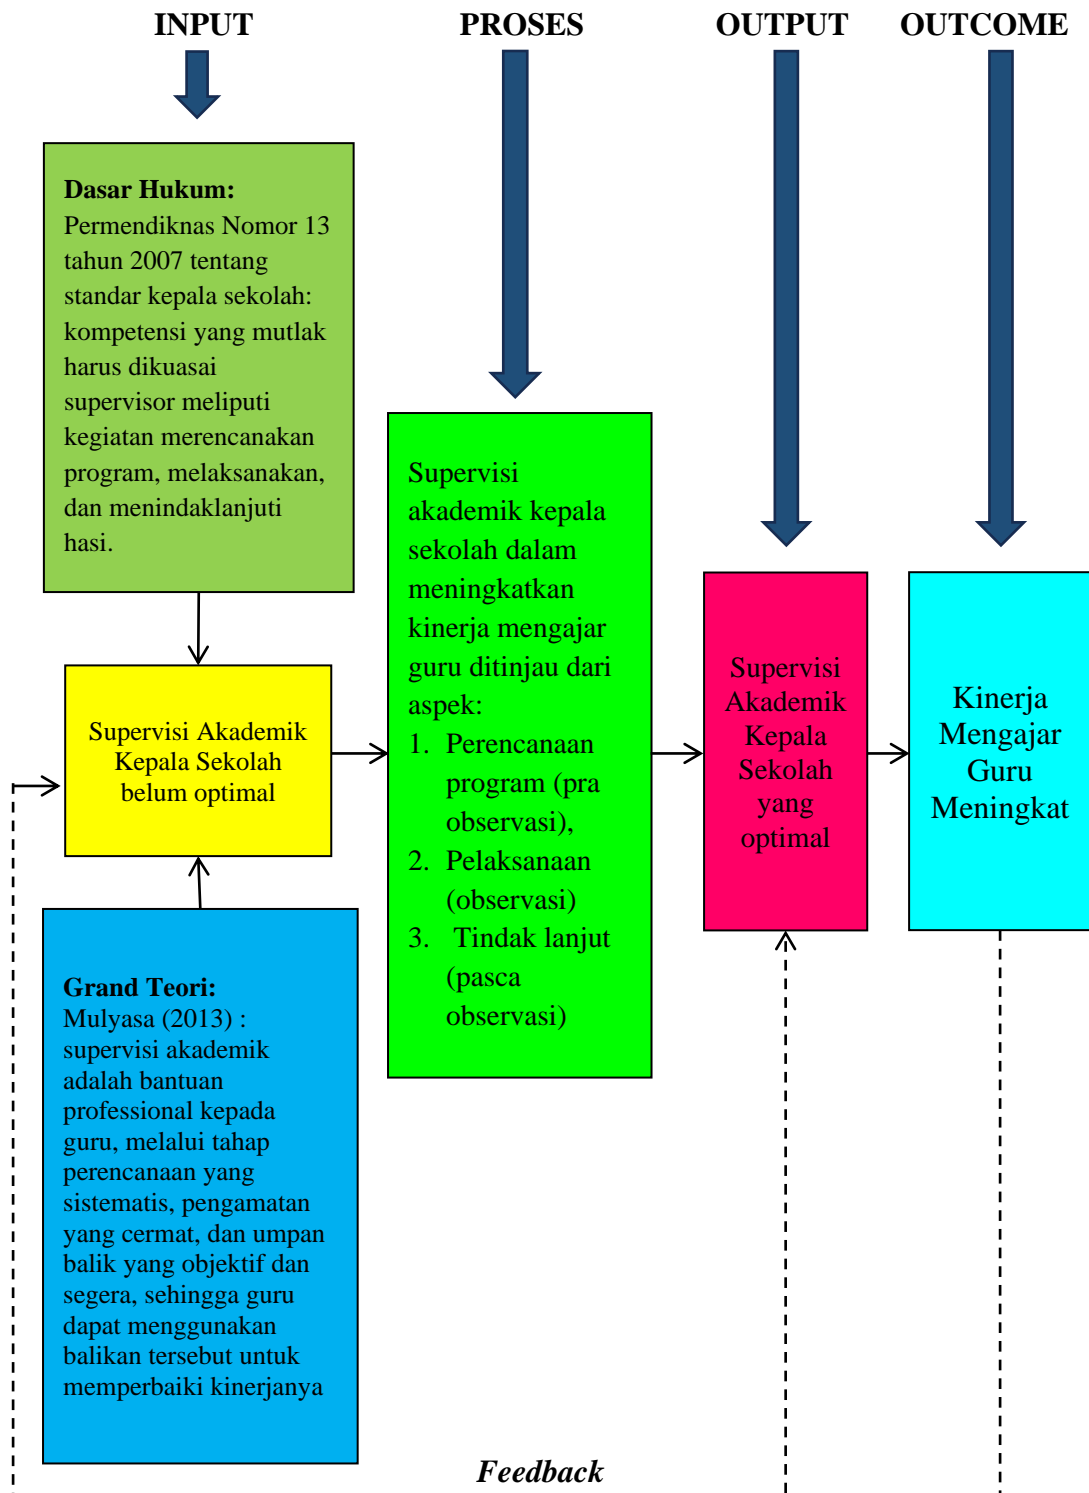 INPUT
PROSES
OUTPUT
OUTCOME
Dasar Hukum:
Permendiknas Nomor 13
tahun 2007 tentang
standar kepala sekolah:
kompetensi yang mutlak
harus dikuasai
supervisor meliputi
kegiatan merencanakan
program, melaksanakan,
dan menindaklanjuti
hasi.
Supervisi Akademik
Kepala Sekolah
belum optimal
Grand Teori:
Mulyasa (2013) :
supervisi akademik
adalah bantuan
professional kepada
guru, melalui tahap
perencanaan yang
sistematis, pengamatan
yang cermat, dan umpan
balik yang objektif dan
segera, sehingga guru
dapat menggunakan
balikan tersebut untuk
memperbaiki kinerjanya
Supervisi
akademik kepala
sekolah dalam
meningkatkan
kinerja mengajar
guru ditinjau dari
aspek:
1. Perencanaan
program (pra
observasi),
2. Pelaksanaan
(observasi)
3. Tindak lanjut
(pasca
observasi)
Supervisi
Akademik
Kepala
Sekolah
yang
optimal
Kinerja
Mengajar
Guru
Meningkat
Feedback